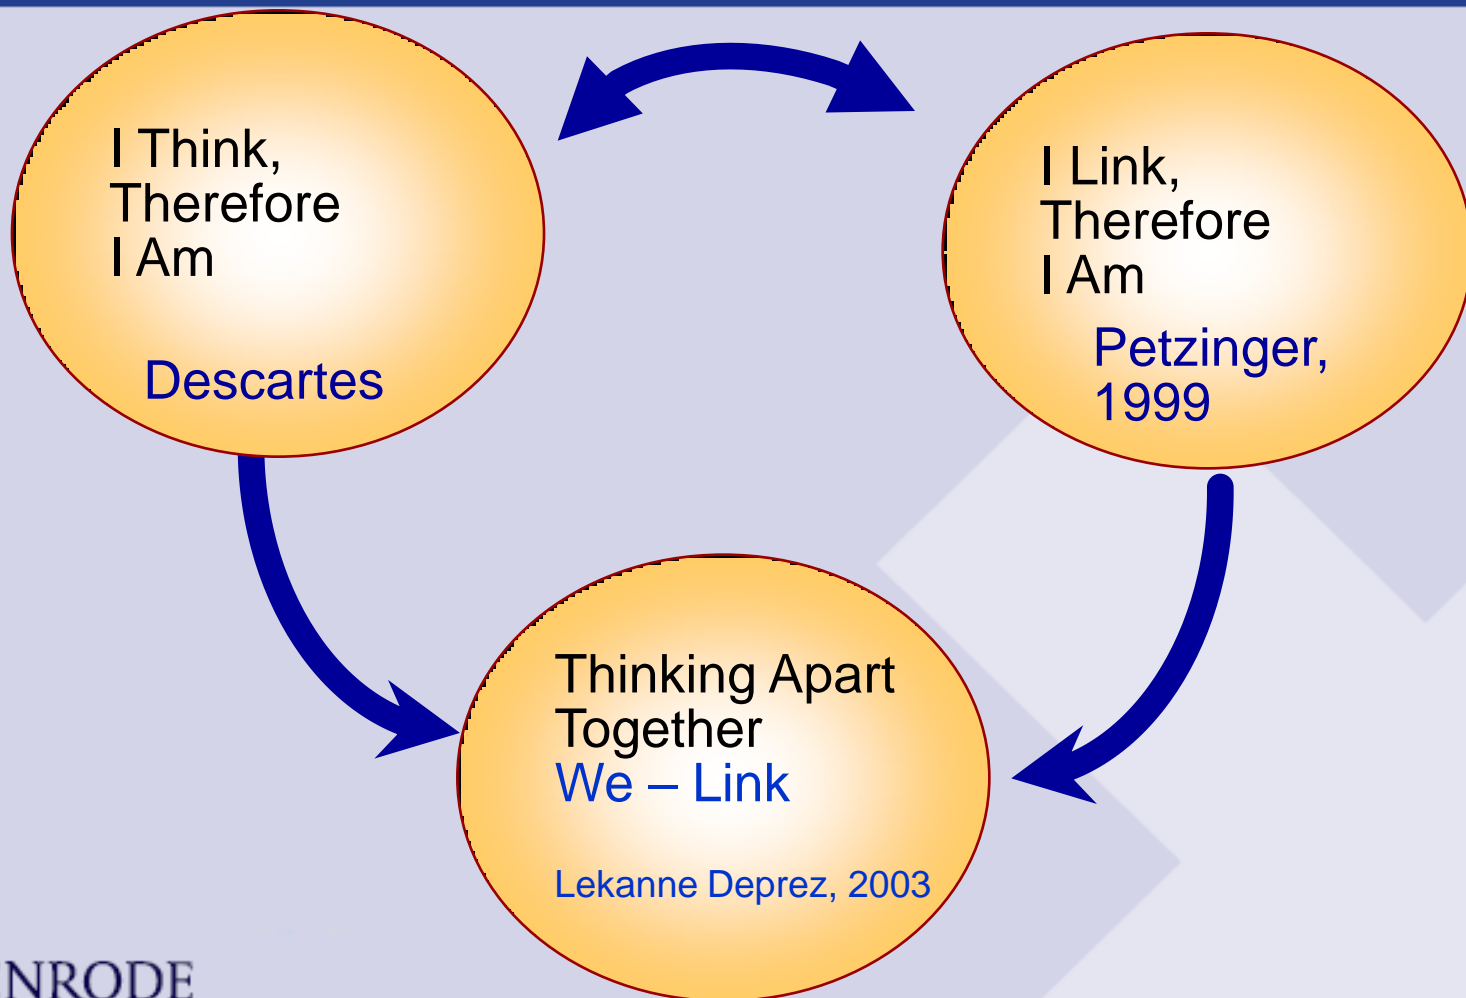 I Think,
Therefore
I Am
Descartes
I Link,
Therefore
I Am
Petzinger,
1999
Thinking Apart
Together
We – Link
Lekanne Deprez, 2003
NRODE